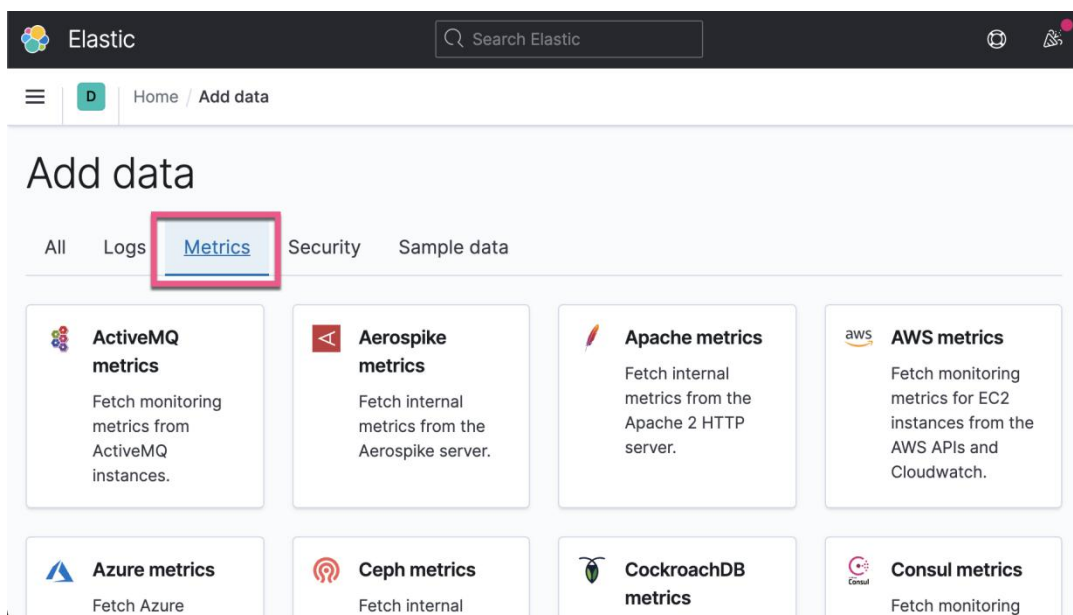 Elastic
Search Elastic
D
Home / Add data
Add data
All Logs Metrics Security Sample data
ActiveMQ
metrics
Fetch monitoring
metrics from
ActiveMQ
instances.
Aerospike
metrics
Fetch internal
metrics from the
Aerospike server.
Apache metrics
Fetch internal
metrics from the
Apache 2 HTTP
server.
aws
AWS metrics
Fetch monitoring
metrics for EC2
instances from the
AWS APIs and
Cloudwatch.
Azure metrics
Fetch Azure
Ceph metrics
Fetch internal
CockroachDB
metrics
Consul
Consul metrics
Fetch monitoring